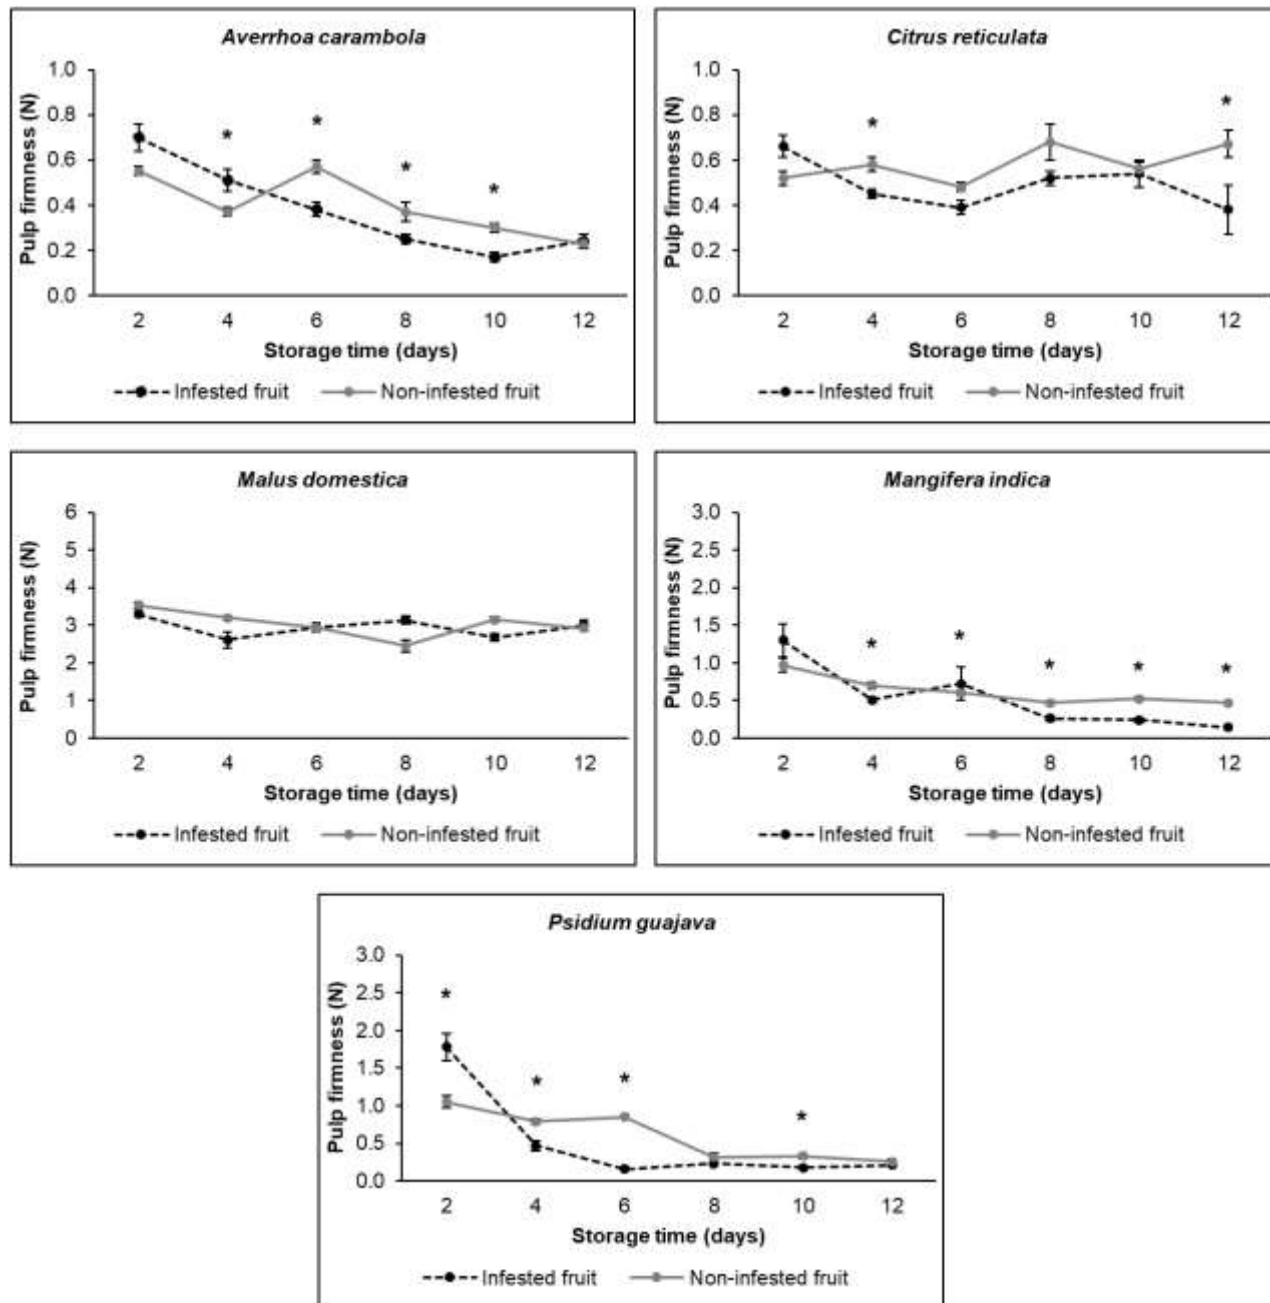 Averrhoa carambola
Pulp firmness (N)
1.0
0.8
0.6
0.4
0.2
0.0
* * * *
2 4 6 8 10 12
Storage time (days)
Infested fruit Non-infested fruit
Citrus reticulata
Pulp firmness (N)
1.0
0.8
0.6
0.4
0.2
0.0
* *
2 4 6 8 10 12
Storage time (days)
Infested fruit Non-infested fruit
Malus domestica
Pulp firmness (N)
6
5
4
3
2
1
0
2 4 6 8 10 12
Storage time (days)
Infested fruit Non-infested fruit
Mangifera indica
Pulp firmness (N)
3.0
2.5
2.0
1.5
1.0
0.5
0.0
* * * * *
2 4 6 8 10 12
Storage time (days)
Infested fruit Non-infested fruit
Psidium guajava
Pulp firmness (N)
3.0
2.5
2.0
1.5
1.0
0.5
0.0
* * * *
2 4 6 8 10 12
Storage time (days)
Infested fruit Non-infested fruit